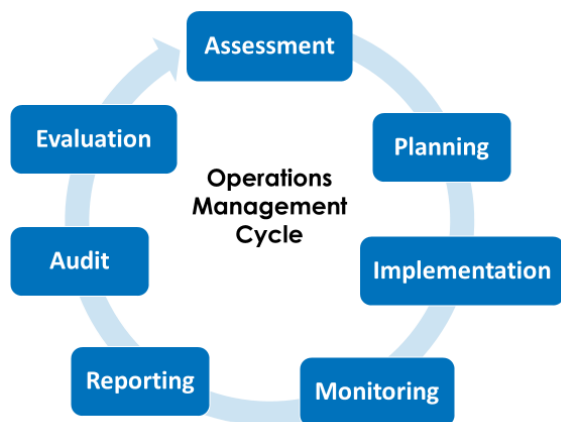 Assessment
Planning
Implementation
Monitoring
Reporting
Audit
Evaluation
Operations
Management
Cycle